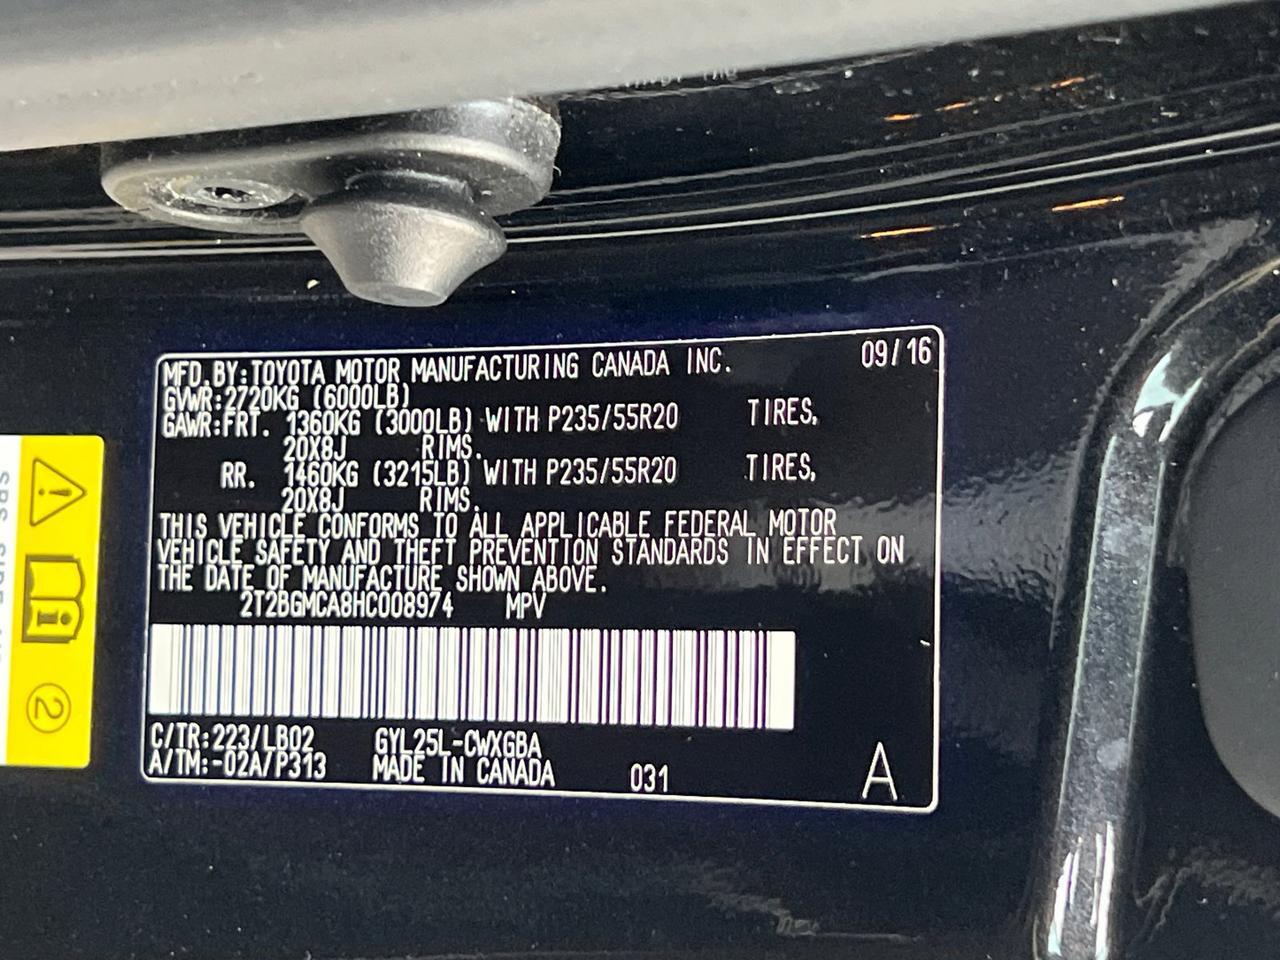 MFD.BY:TOYOTA MOTOR MANUFACTURING CANADA INC. 09/16
GVWR:2720KG (6000LB)
GAWR:FRT. 1360KG (3000LB) WITH P235/55R20 TIRES,
20X8J RIMS.
RR. 1460KG (3215LB) WITH P235/55R20 TIRES,
20X8J RIMS.
THIS VEHICLE CONFORMS TO ALL APPLICABLE FEDERAL MOTOR
VEHICLE SAFETY AND THEFT PREVENTION STANDARDS IN EFFECT ON
THE DATE OF MANUFACTURE SHOWN ABOVE.
2T2BGMCA8HC008974 MPV
C/TR:223/LB02 GYL25L-CWXGBA
A/TM:-02A/P313 MADE IN CANADA 031 A
2